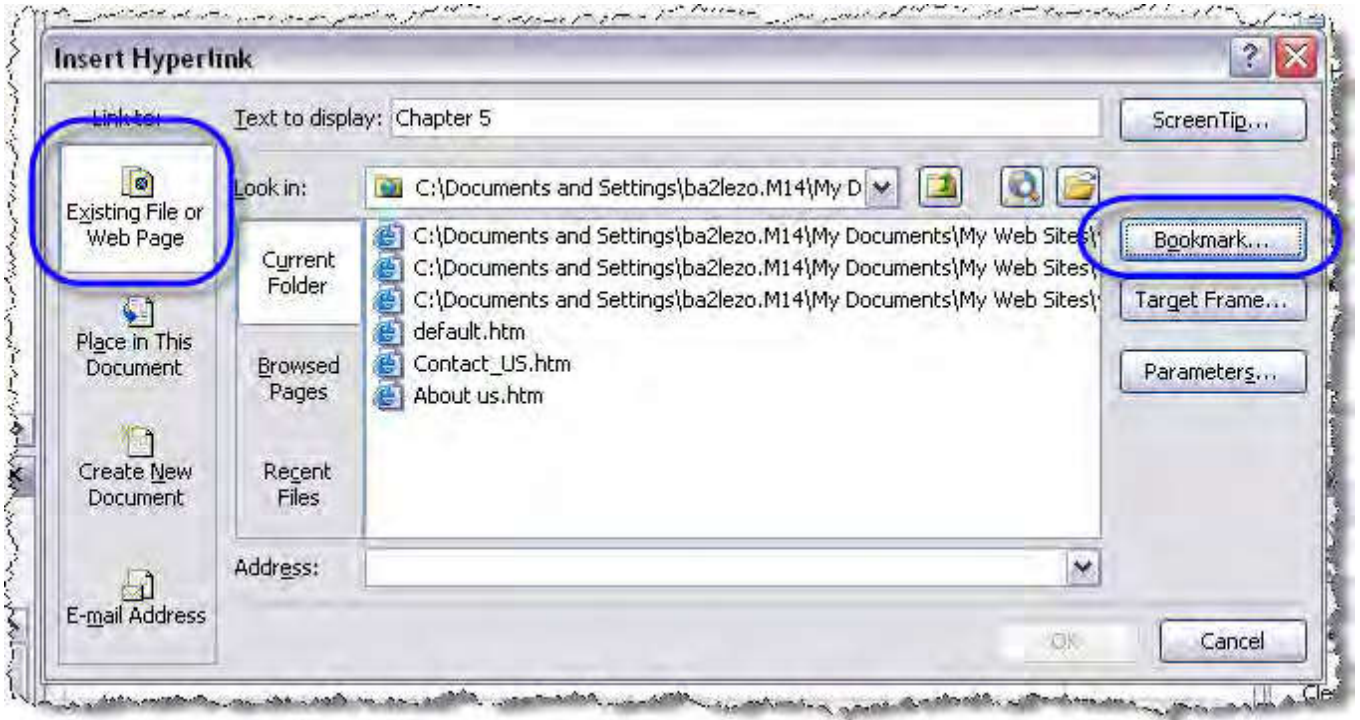 Insert Hyperlink
Link to:
Text to display: Chapter 5
ScreenTip...
Existing File or
Web Page
Look in: C:\Documents and Settings\ba2lezo.M14\My D
Current
Folder
C:\Documents and Settings\ba2lezo.M14\My Documents\My Web Sites\
C:\Documents and Settings\ba2lezo.M14\My Documents\My Web Sites\
C:\Documents and Settings\ba2lezo.M14\My Documents\My Web Sites\
default.htm
Contact_US.htm
About us.htm
Bookmark...
Target Frame...
Parameters...
Place in This
Document
Browsed
Pages
Create New
Document
Recent
Files
Address:
E-mail Address
OK
Cancel
Cle